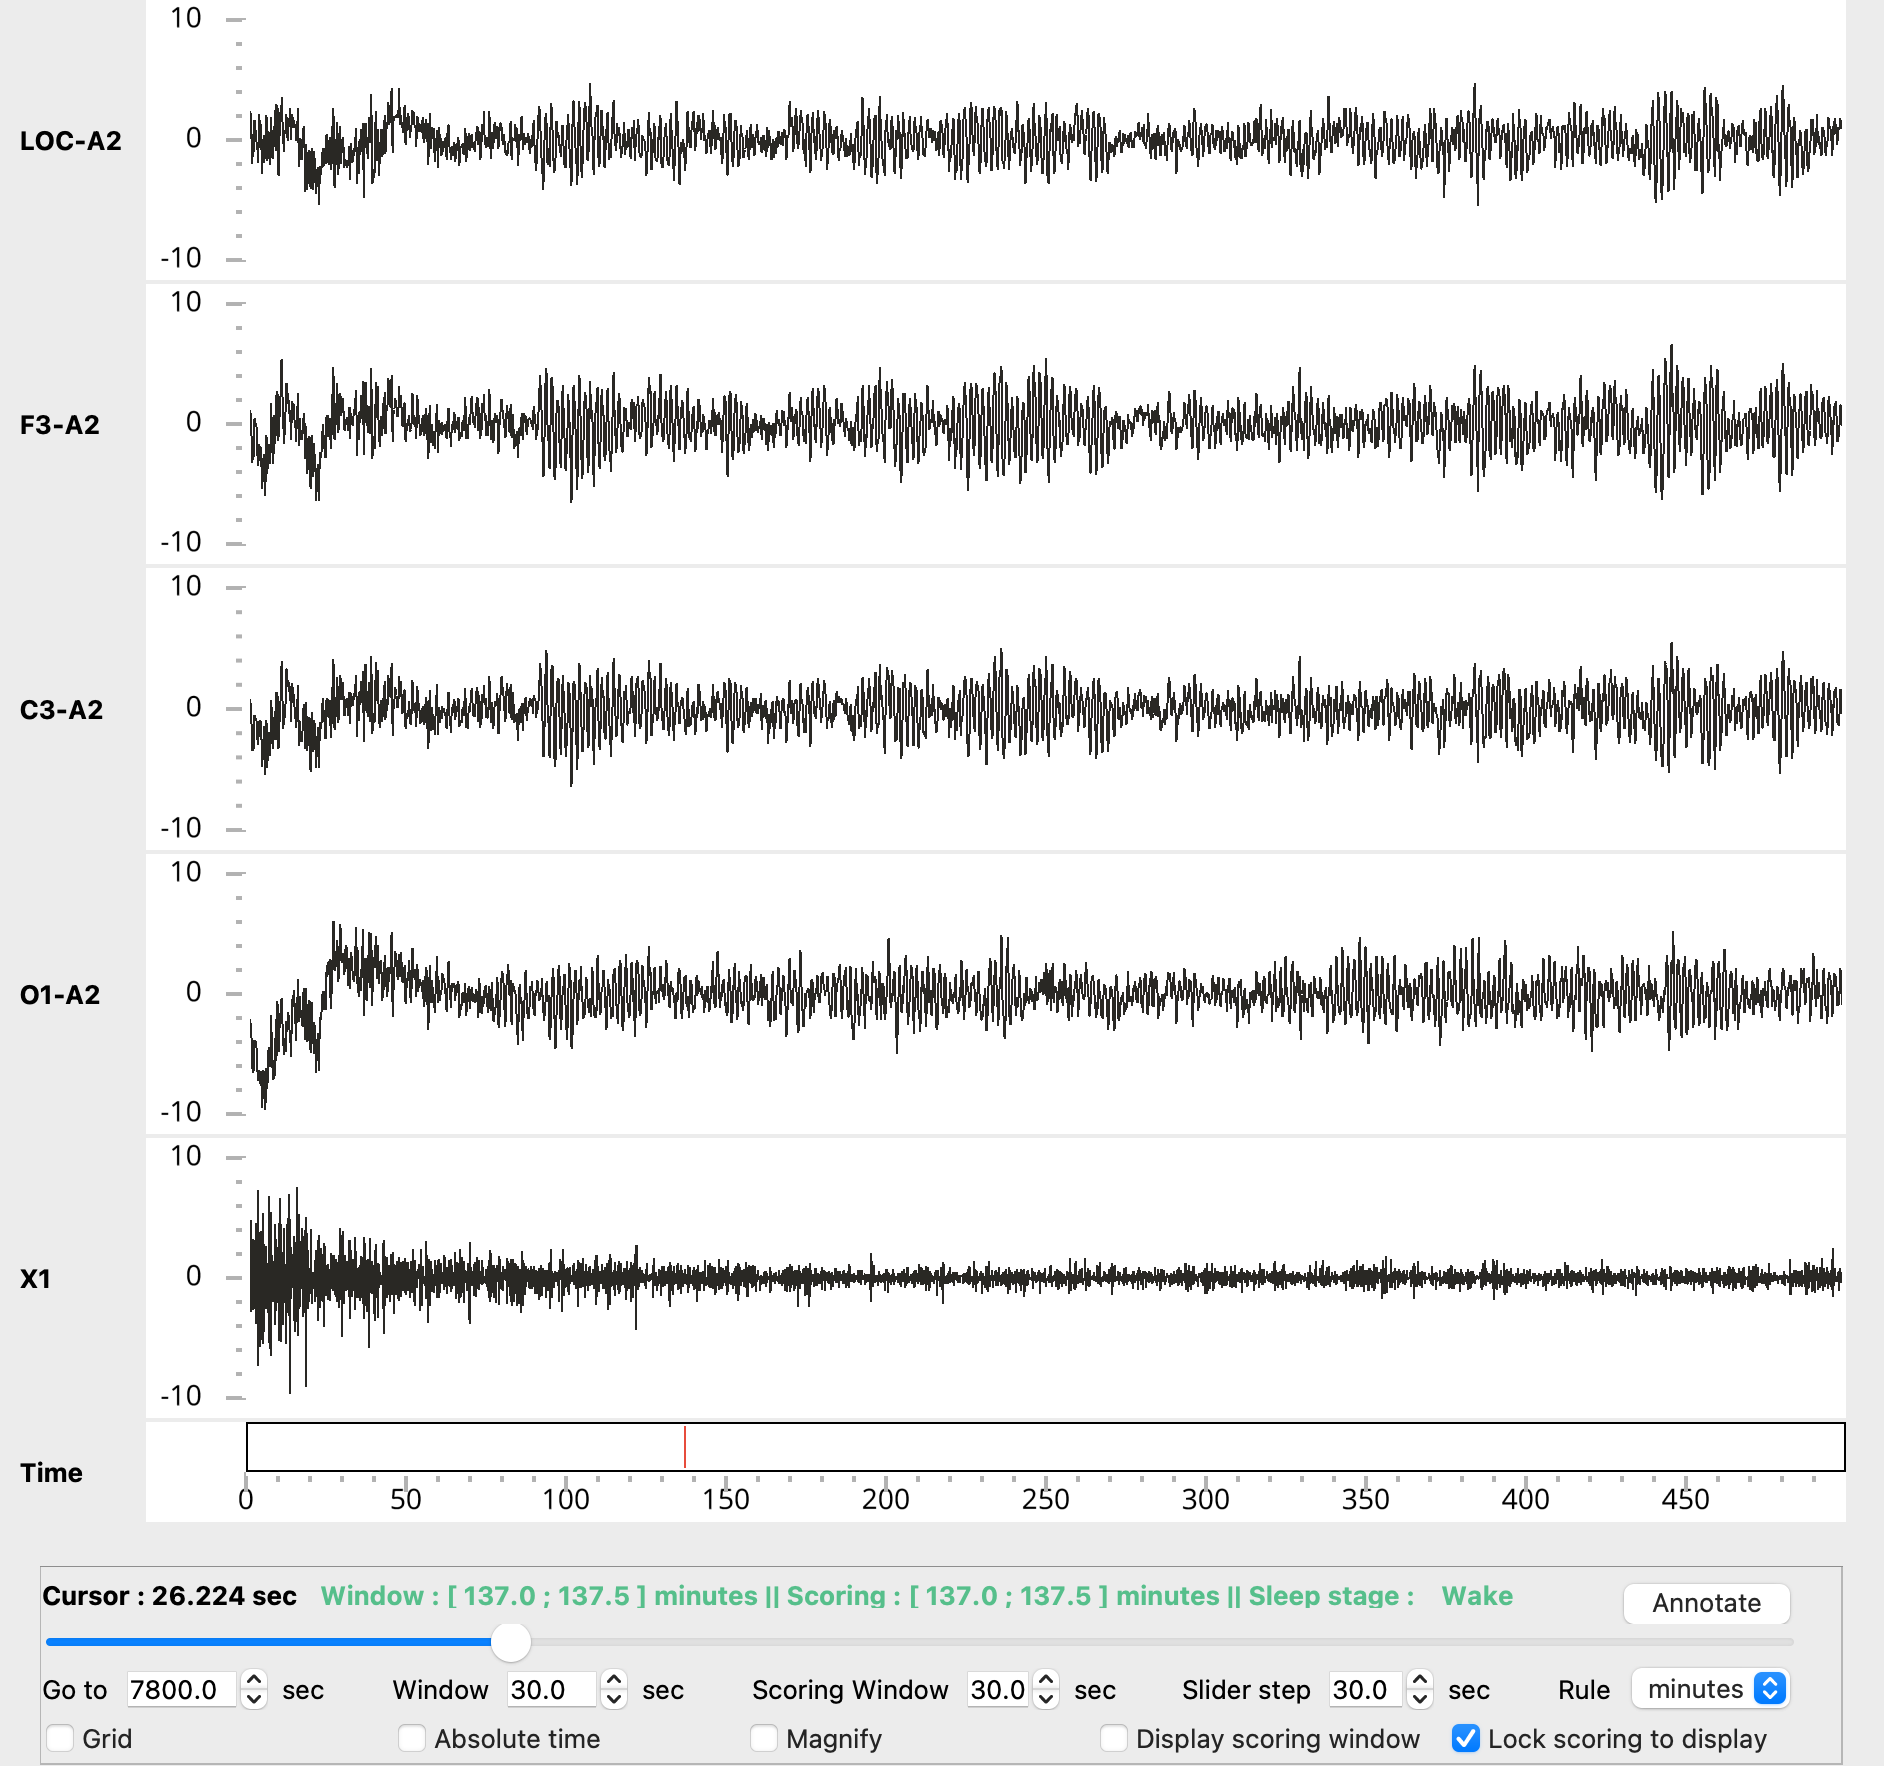 10
LOC-A2
0
-10
10
F3-A2
0
-10
10
C3-A2
0
-10
10
O1-A2
0
-10
10
X1
0
-10
Time
0 50 100 150 200 250 300 350 400 450
Cursor : 26.224 sec Window : [ 137.0 ; 137.5 ] minutes || Scoring : [ 137.0 ; 137.5 ] minutes || Sleep stage : Wake Annotate
Go to 7800.0 sec Window 30.0 sec Scoring Window 30.0 sec Slider step 30.0 sec Rule minutes
Grid Absolute time Magnify Display scoring window Lock scoring to display